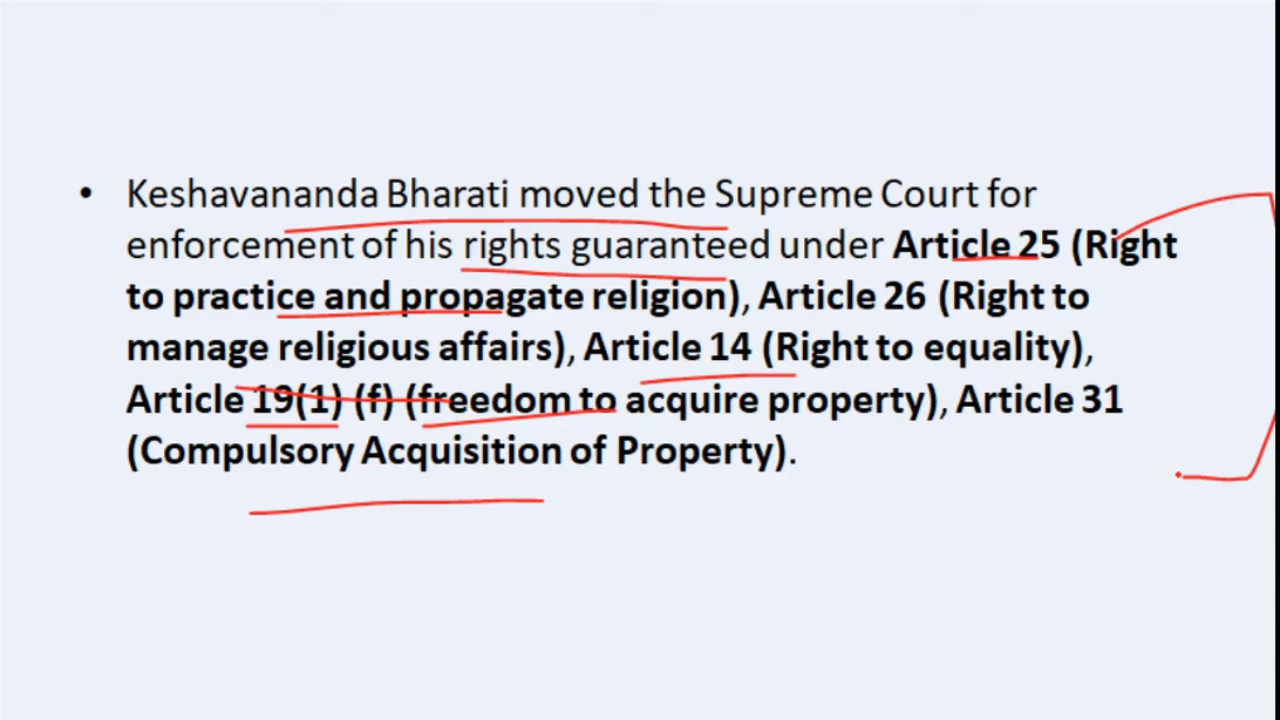 • Keshavananda Bharati moved the Supreme Court for
enforcement of his rights guaranteed under Article 25 (Right
to practice and propagate religion), Article 26 (Right to
manage religious affairs), Article 14 (Right to equality),
Article 19(1) (f) (freedom to acquire property), Article 31
(Compulsory Acquisition of Property).